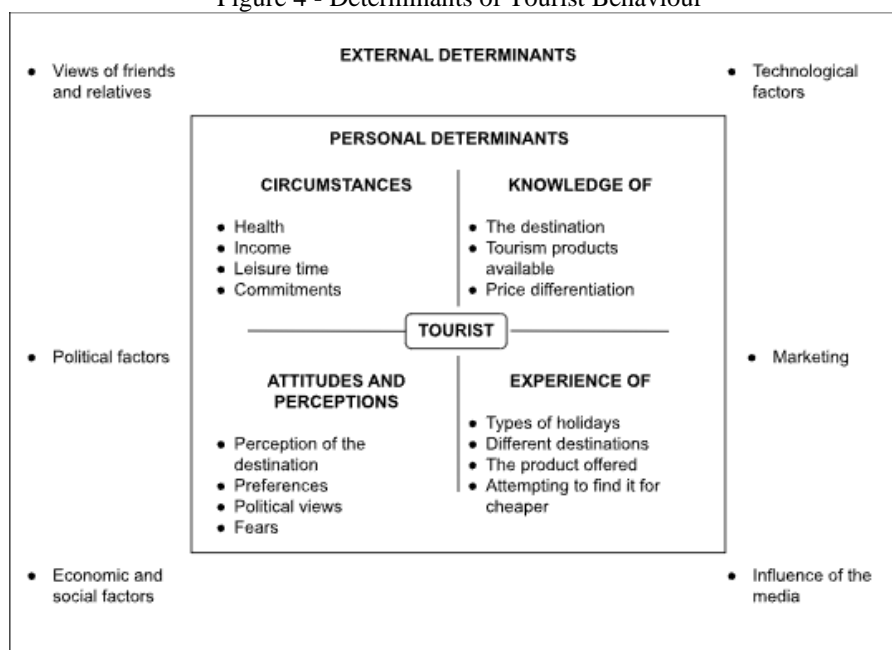 Figure 4 - Determinants of Tourist Behaviour
EXTERNAL DETERMINANTS
● Views of friends
and relatives
● Technological
factors
PERSONAL DETERMINANTS
CIRCUMSTANCES
● Health
● Income
● Leisure time
● Commitments
KNOWLEDGE OF
● The destination
● Tourism products
available
● Price differentiation
TOURIST
● Political factors
● Marketing
ATTITUDES AND
PERCEPTIONS
● Perception of the
destination
● Preferences
● Political views
● Fears
EXPERIENCE OF
● Types of holidays
● Different destinations
● The product offered
● Attempting to find it for
cheaper
● Economic and
social factors
● Influence of the
media